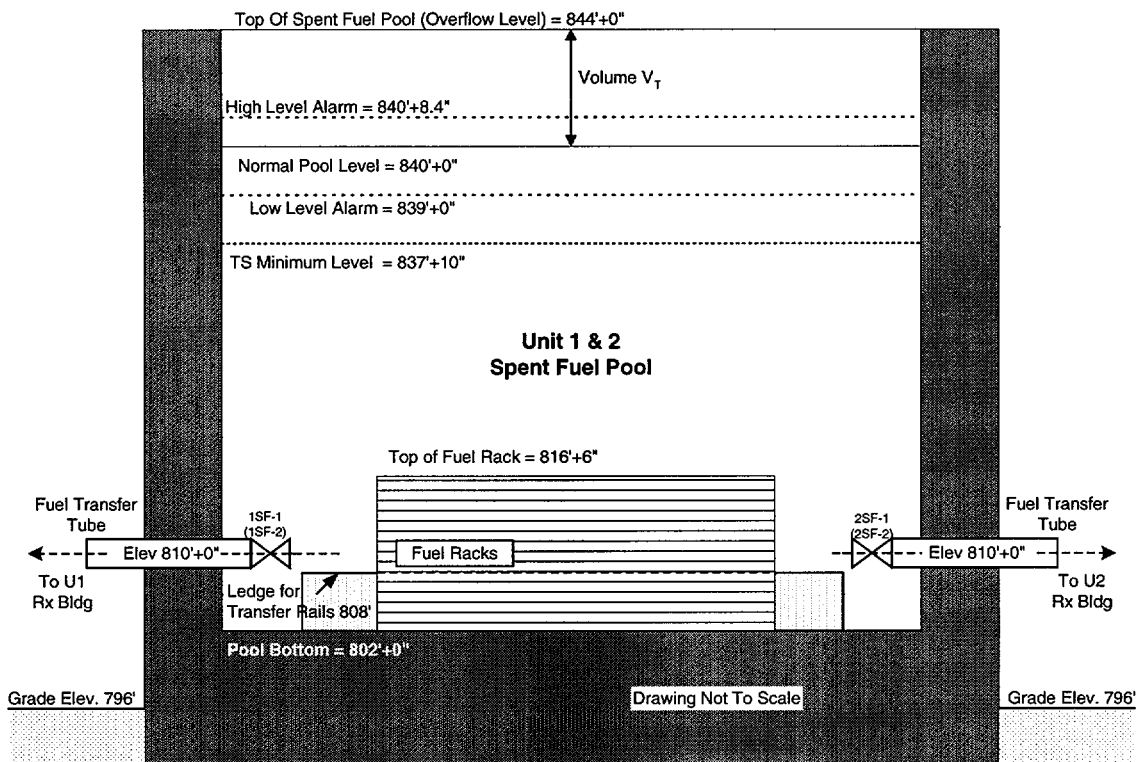 Top Of Spent Fuel Pool (Overflow Level) = 844'+0"
Volume VT
High Level Alarm = 840'+8.4"
Normal Pool Level = 840'+0"
Low Level Alarm = 839'+0"
TS Minimum Level = 837'+10"
Unit 1 & 2
Spent Fuel Pool
Top of Fuel Rack = 816'+6"
Fuel Transfer
Tube
1SF-1
(1SF-2)
Elev 810'+0"
To U1
Rx Bldg
Fuel Racks
Ledge for
Transfer Rails 808'
2SF-1
(2SF-2)
Fuel Transfer
Tube
Elev 810'+0"
To U2
Rx Bldg
Pool Bottom = 802'+0"
Grade Elev. 796'
Drawing Not To Scale
Grade Elev. 796'